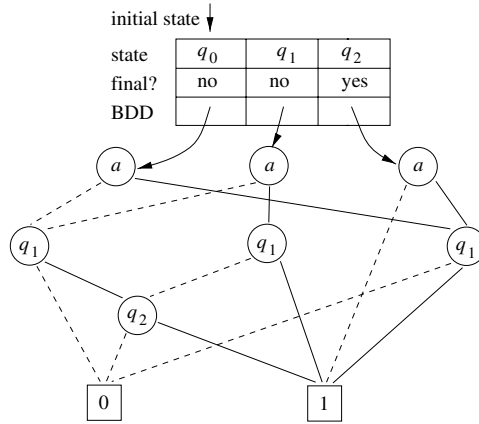 initial state
state q0 q1 q2
final? no no yes
BDD
a a a
q1 q1 q1
q2
0 1